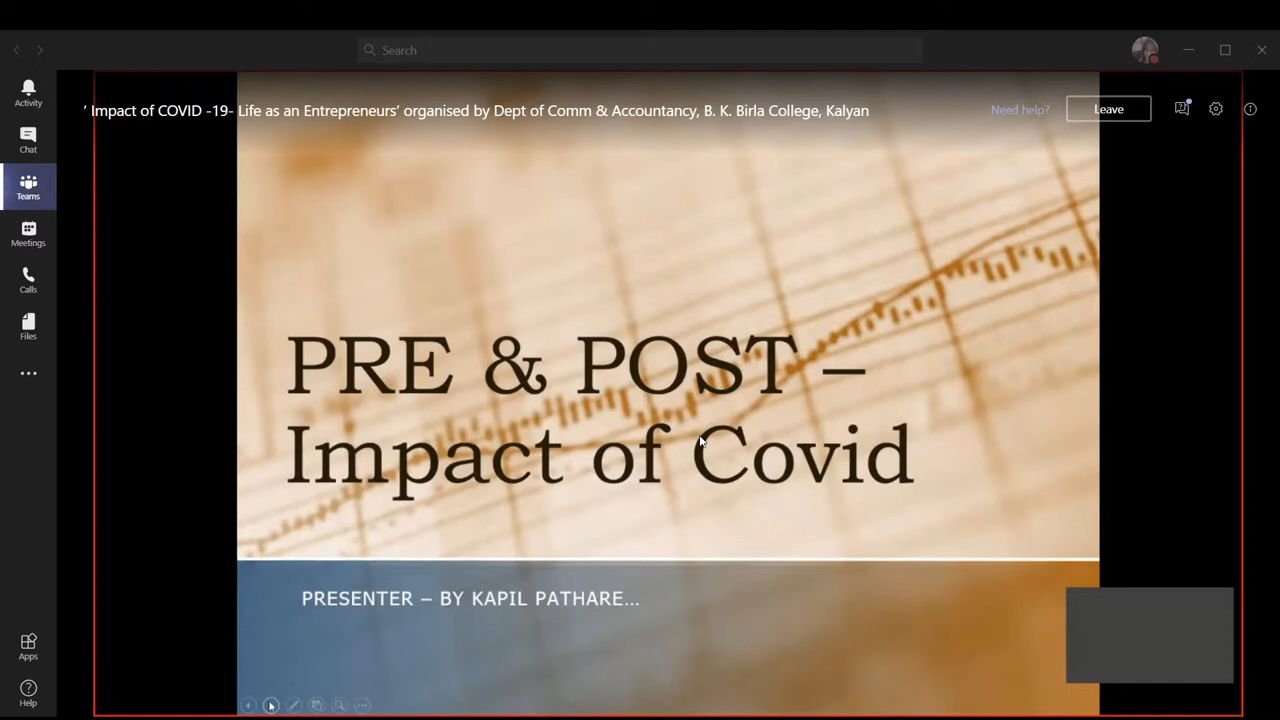 Search
Activity
' Impact of COVID -19- Life as an Entrepreneurs' organised by Dept of Comm & Accountancy, B. K. Birla College, Kalyan
Need help?
Leave
Chat
Teams
Meetings
Calls
Files
PRE & POST –
Impact of Covid
PRESENTER – BY KAPIL PATHARE...
Apps
Help